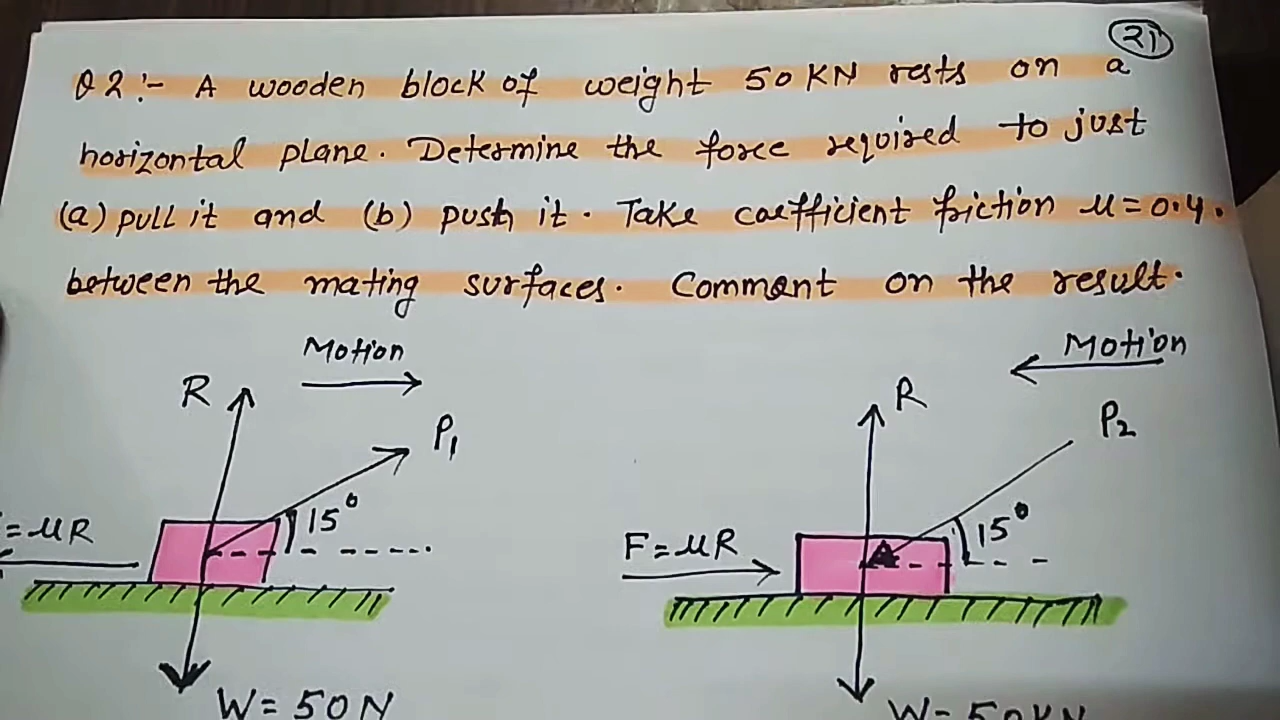 21
Q2:- A wooden block of weight 50 KN rests on a
horizontal plane. Determine the force required to just
(a) pull it and (b) push it. Take coefficient friction μ = 0.4.
between the mating surfaces. Comment on the result.
Motion
R
P1
15°
= μR
W = 50 N
Motion
R
P2
15°
F = μR
W = 50 KN